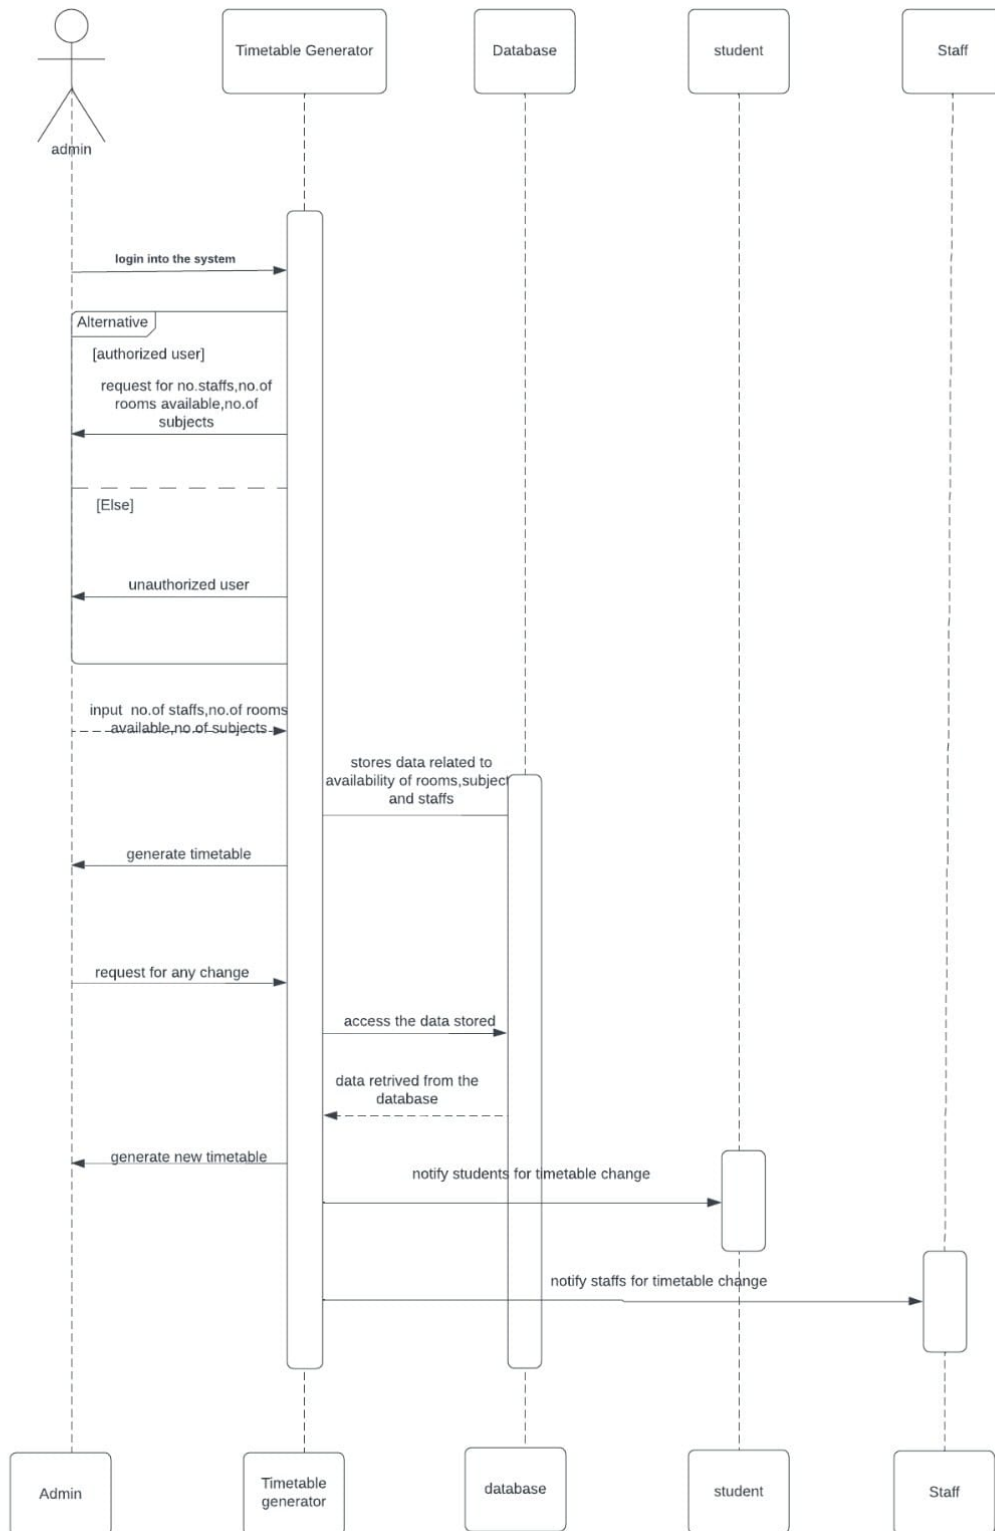 Timetable Generator
Database
student
Staff
admin
login into the system
Alternative
[authorized user]
request for no.staffs,no.of
rooms available,no.of
subjects
[Else]
unauthorized user
input no.of staffs,no.of rooms
available,no.of subjects
stores data related to
availability of rooms,subject
and staffs
generate timetable
request for any change
access the data stored
data retrived from the
database
generate new timetable
notify students for timetable change
notify staffs for timetable change
Admin
Timetable
generator
database
student
Staff